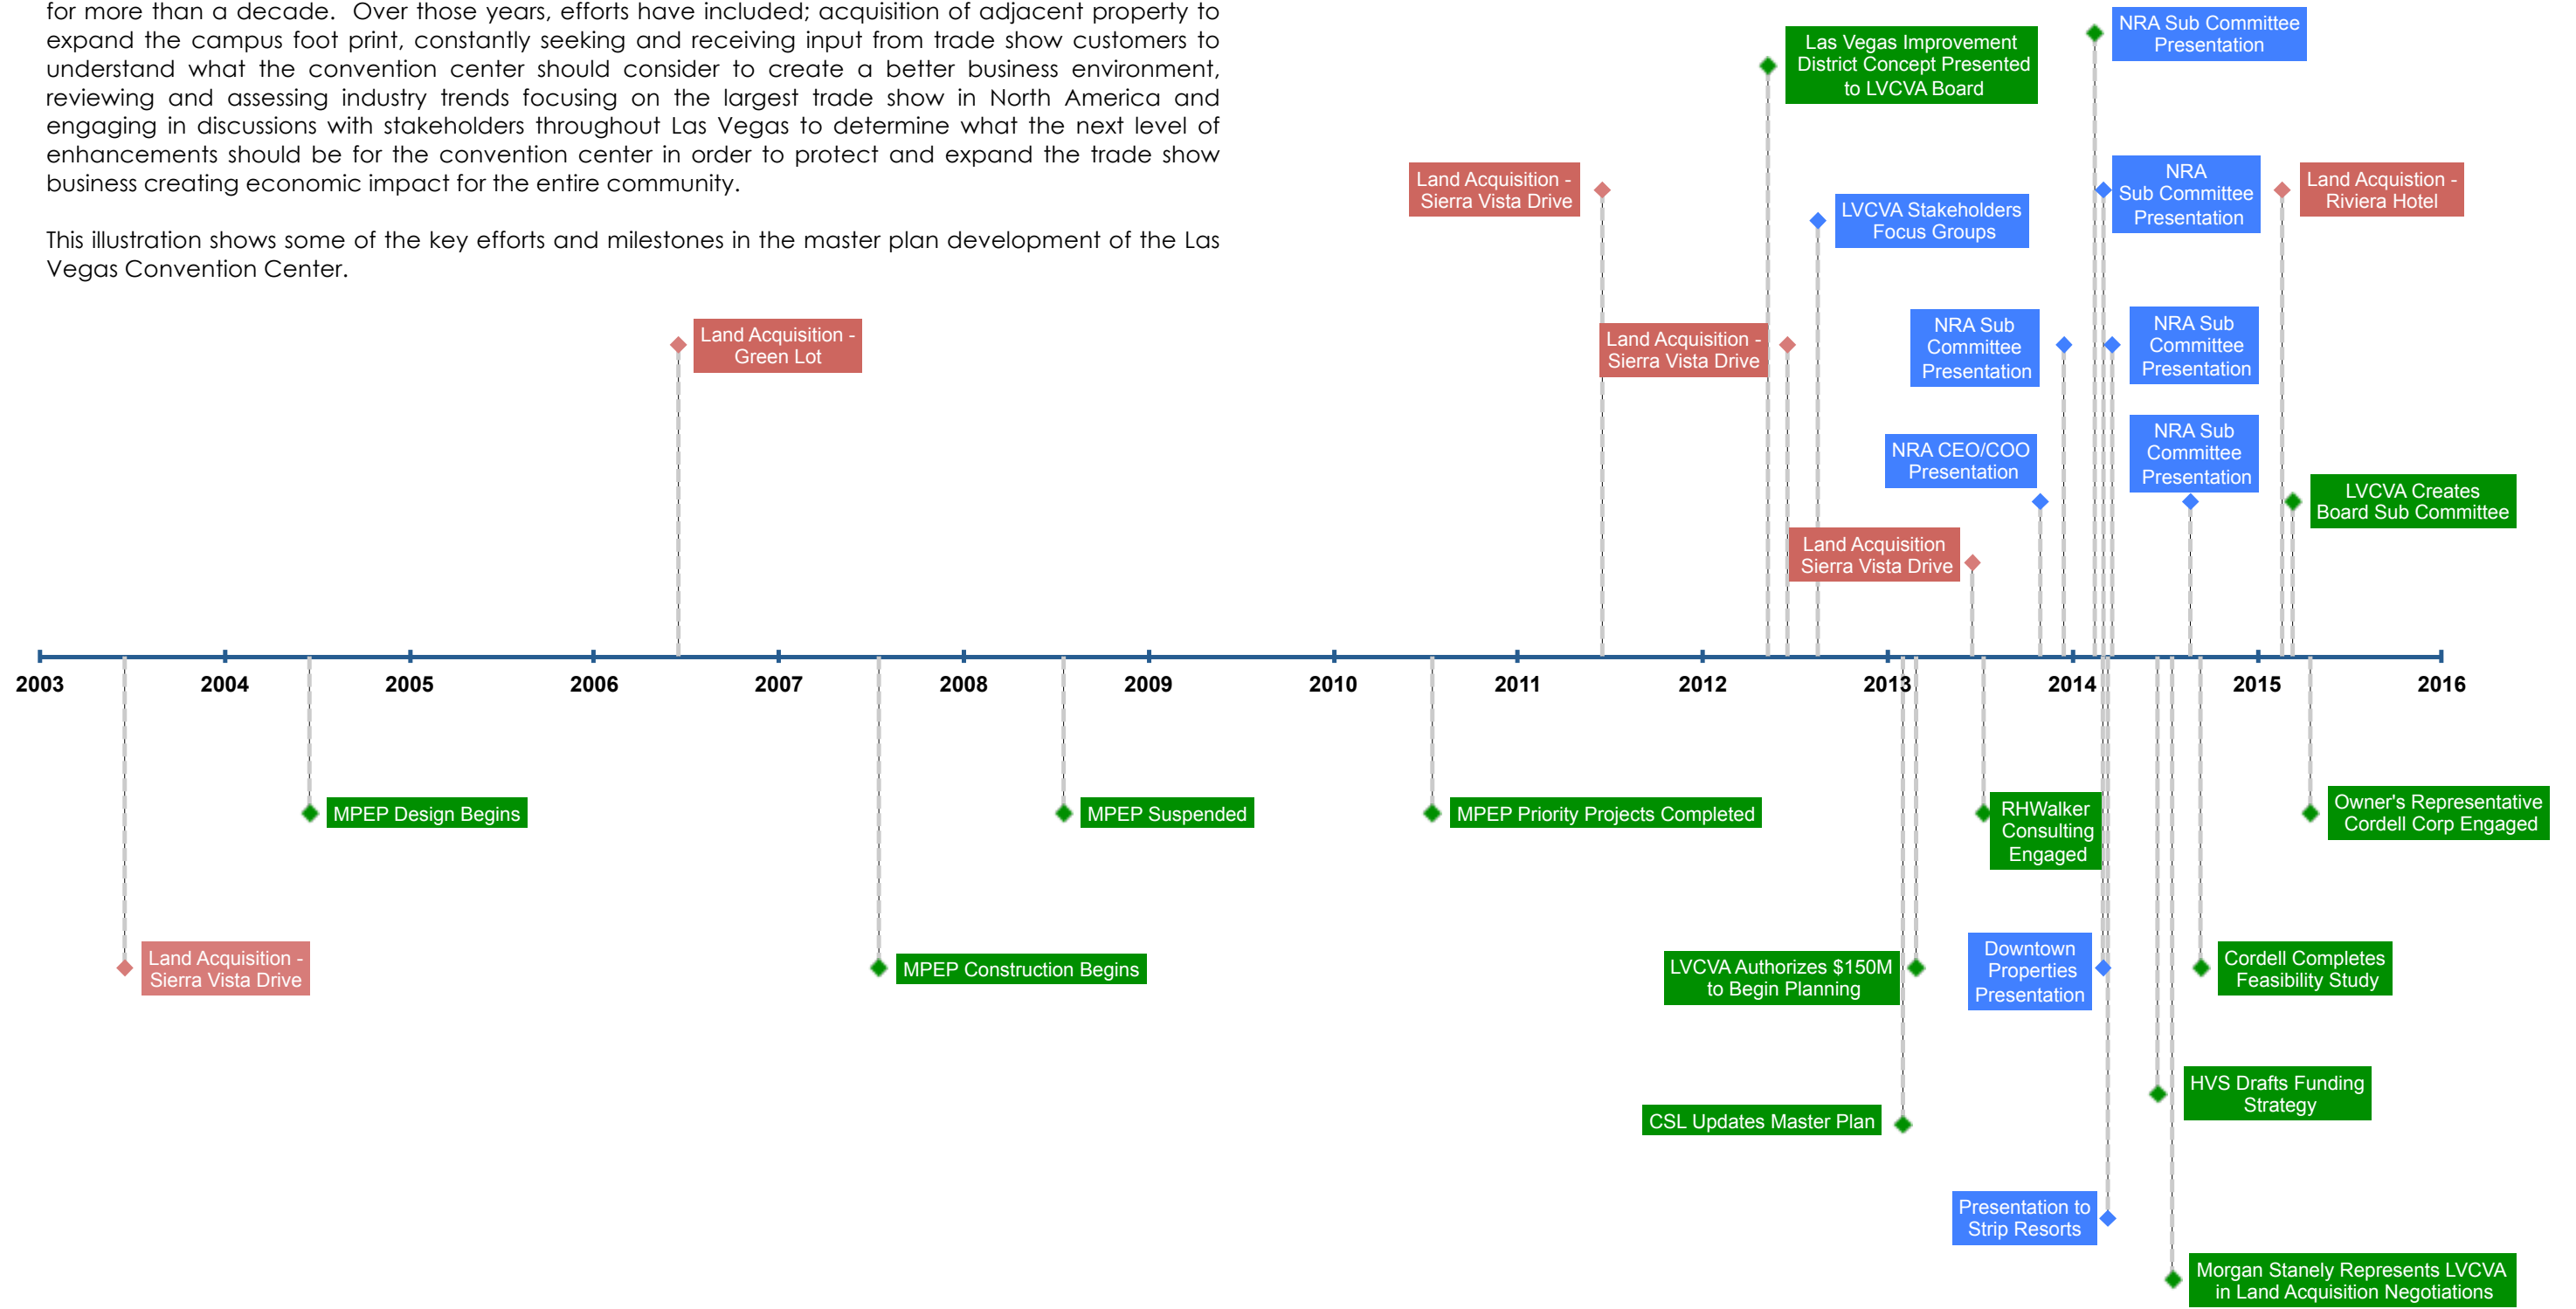 for more than a decade. Over those years, efforts have included; acquisition of adjacent property to
expand the campus foot print, constantly seeking and receiving input from trade show customers to
understand what the convention center should consider to create a better business environment,
reviewing and assessing industry trends focusing on the largest trade show in North America and
engaging in discussions with stakeholders throughout Las Vegas to determine what the next level of
enhancements should be for the convention center in order to protect and expand the trade show
business creating economic impact for the entire community.
This illustration shows some of the key efforts and milestones in the master plan development of the Las
Vegas Convention Center.
Las Vegas Improvement
District Concept Presented
to LVCVA Board
NRA Sub Committee
Presentation
Land Acquisition -
Sierra Vista Drive
LVCVA Stakeholders
Focus Groups
NRA
Sub Committee
Presentation
Land Acquistion -
Riviera Hotel
Land Acquisition -
Green Lot
Land Acquisition -
Sierra Vista Drive
NRA Sub
Committee
Presentation
NRA Sub
Committee
Presentation
NRA CEO/COO
Presentation
NRA Sub
Committee
Presentation
LVCVA Creates
Board Sub Committee
Land Acquisition
Sierra Vista Drive
2003
2004
2005
2006
2007
2008
2009
2010
2011
2012
2013
2014
2015
2016
MPEP Design Begins
MPEP Suspended
MPEP Priority Projects Completed
RHWalker
Consulting
Engaged
Owner's Representative
Cordell Corp Engaged
Land Acquisition -
Sierra Vista Drive
MPEP Construction Begins
LVCVA Authorizes $150M
to Begin Planning
Downtown
Properties
Presentation
Cordell Completes
Feasibility Study
CSL Updates Master Plan
HVS Drafts Funding
Strategy
Presentation to
Strip Resorts
Morgan Stanely Represents LVCVA
in Land Acquisition Negotiations